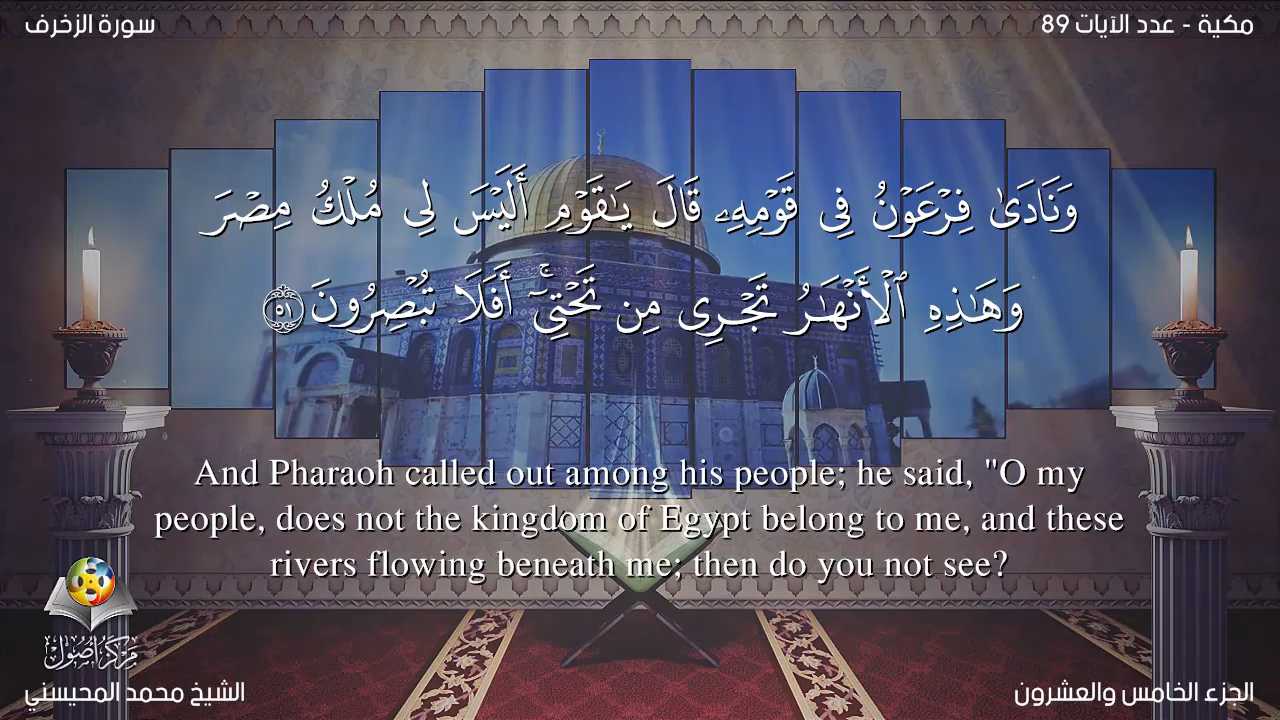 مكية - عدد الآيات 89
سورة الزخرف
وَنَادَىٰ فِرْعَوْنُ فِى قَوْمِهِۦ قَالَ يَـٰقَوْمِ أَلَيْسَ لِى مُلْكُ مِصْرَ
وَهَـٰذِهِ ٱلْأَنْهَـٰرُ تَجْرِى مِن تَحْتِىٓ ۖ أَفَلَا تُبْصِرُونَ ٥١
And Pharaoh called out among his people; he said, "O my
people, does not the kingdom of Egypt belong to me, and these
rivers flowing beneath me; then do you not see?
مركز أصول
الجزء الخامس والعشرون
الشيخ محمد المحيسني